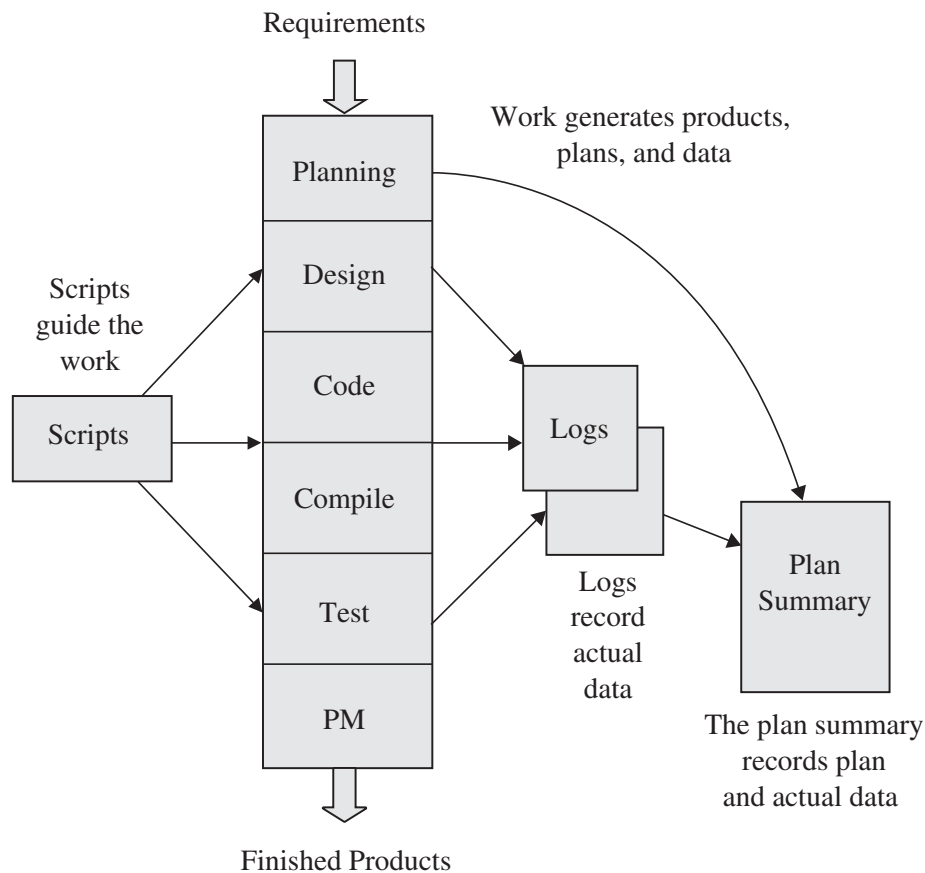 Requirements
Work generates products,
plans, and data
Planning
Design
Scripts
guide the
work
Code
Scripts
Logs
Compile
Plan
Summary
Logs
record
actual
data
Test
PM
The plan summary
records plan
and actual data
Finished Products